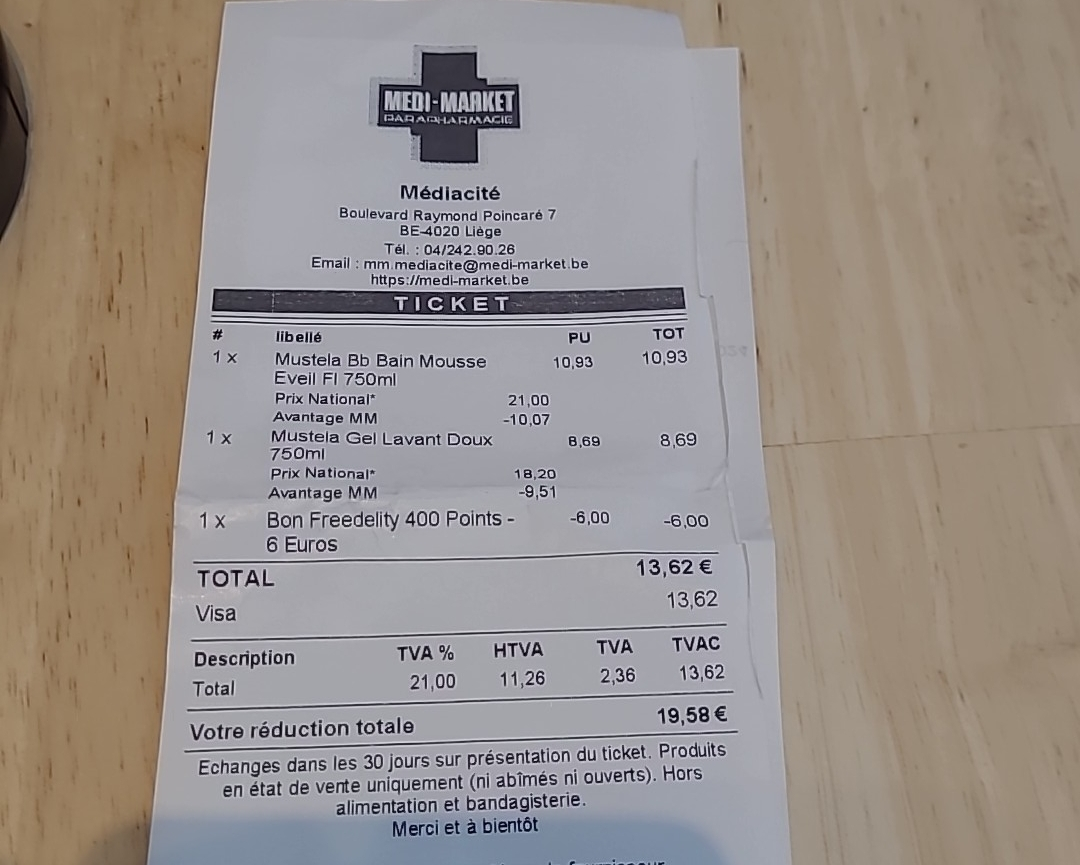 MEDI-MARKET
PARAPHARMACIE
Médiacité
Boulevard Raymond Poincaré 7
BE-4020 Liège
Tél. : 04/242.90.26
Email : mm.mediacite@medi-market.be
https://medi-market.be
TICKET
# libellé PU TOT
1 x Mustela Bb Bain Mousse 10,93 10,93
Eveil Fl 750ml
Prix National* 21,00
Avantage MM -10,07
1 x Mustela Gel Lavant Doux 8,69 8,69
750ml
Prix National* 18,20
Avantage MM -9,51
1 x Bon Freedelity 400 Points - -6,00 -6,00
6 Euros
TOTAL 13,62 €
Visa 13,62
Description TVA % HTVA TVA TVAC
Total 21,00 11,26 2,36 13,62
Votre réduction totale 19,58 €
Echanges dans les 30 jours sur présentation du ticket. Produits
en état de vente uniquement (ni abîmés ni ouverts). Hors
alimentation et bandagisterie.
Merci et à bientôt